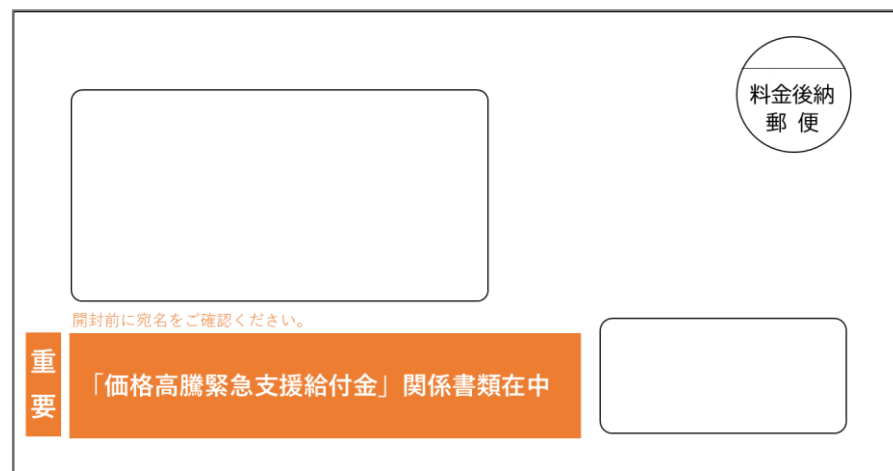 料金後納
郵便
開封前に宛名をご確認ください。
重要
「価格高騰緊急支援給付金」関係書類在中